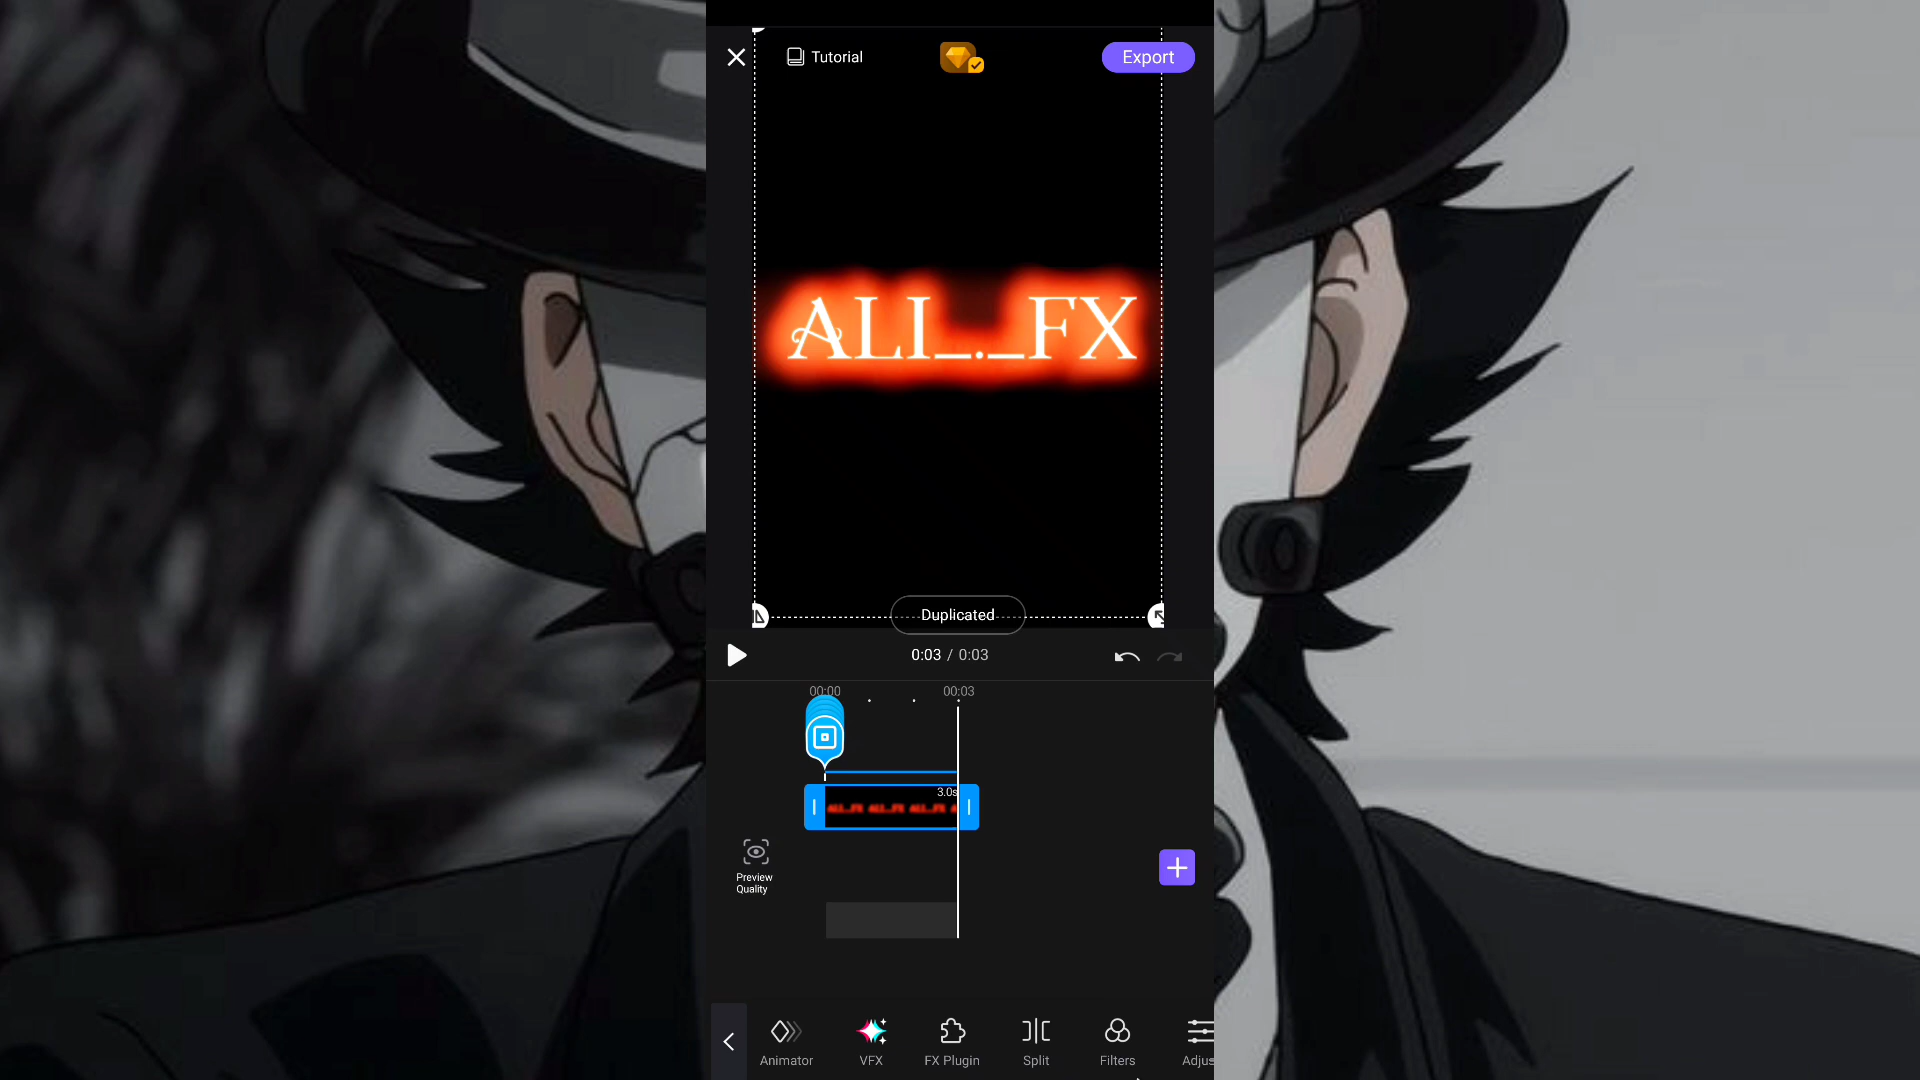 Tutorial
Export
ALI_._FX
Duplicated
0:03 / 0:03
00:00
00:03
3.0s
Preview
Quality
Animator
VFX
FX Plugin
Split
Filters
Adjus